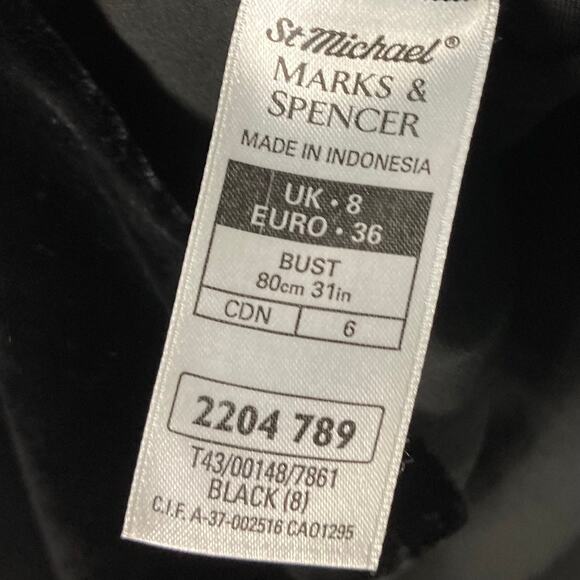 St Michael®
MARKS &
SPENCER
MADE IN INDONESIA
UK · 8
EURO · 36
BUST
80cm 31in
CDN 6
2204 789
T43/00148/7861
BLACK (8)
C.I.F. A-37-002516 CA01295